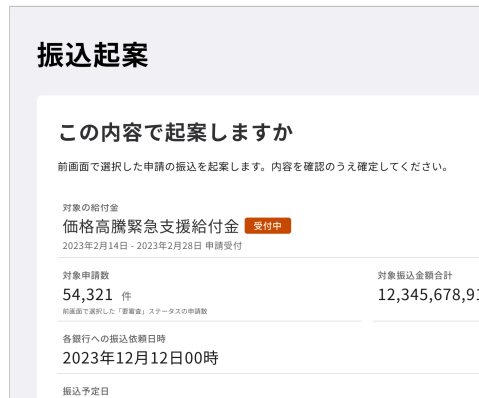 振込起案
この内容で起案しますか
前画面で選択した申請の振込を起案します。内容を確認のうえ確定してください。
対象の給付金
価格高騰緊急支援給付金 受付中
2023年2月14日 - 2023年2月28日 申請受付
対象申請数 対象振込金額合計
54,321 件 12,345,678,91
前画面で選択した「要審査」ステータスの申請数
各銀行への振込依頼日時
2023年12月12日00時
振込予定日